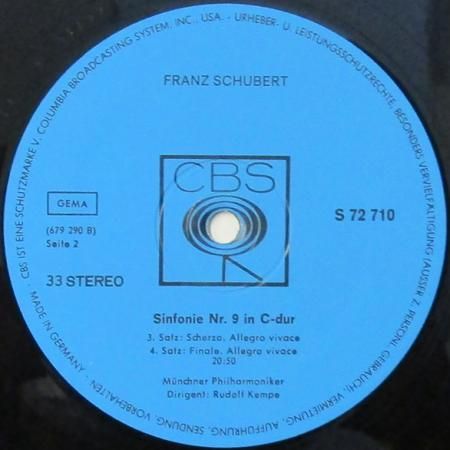 CBS IST EINE SCHUTZMARKE V. COLUMBIA BROADCASTING SYSTEM, INC., USA. - URHEBER- U. LEISTUNGSSCHUTZRECHTE, BESONDERS VERVIELFÄLTIGUNG (AUSSER Z. PERSÖNL. GEBRAUCH), VERMIETUNG, AUFFÜHRUNG, SENDUNG, VORBEHALTEN. · MADE IN GERMANY ·
FRANZ SCHUBERT
CBS
GEMA
(679 290 B)
Seite 2
S 72 710
33 STEREO
Sinfonie Nr. 9 in C-dur
3. Satz: Scherzo. Allegro vivace
4. Satz: Finale. Allegro vivace
20:50
Münchner Philharmoniker
Dirigent: Rudolf Kempe